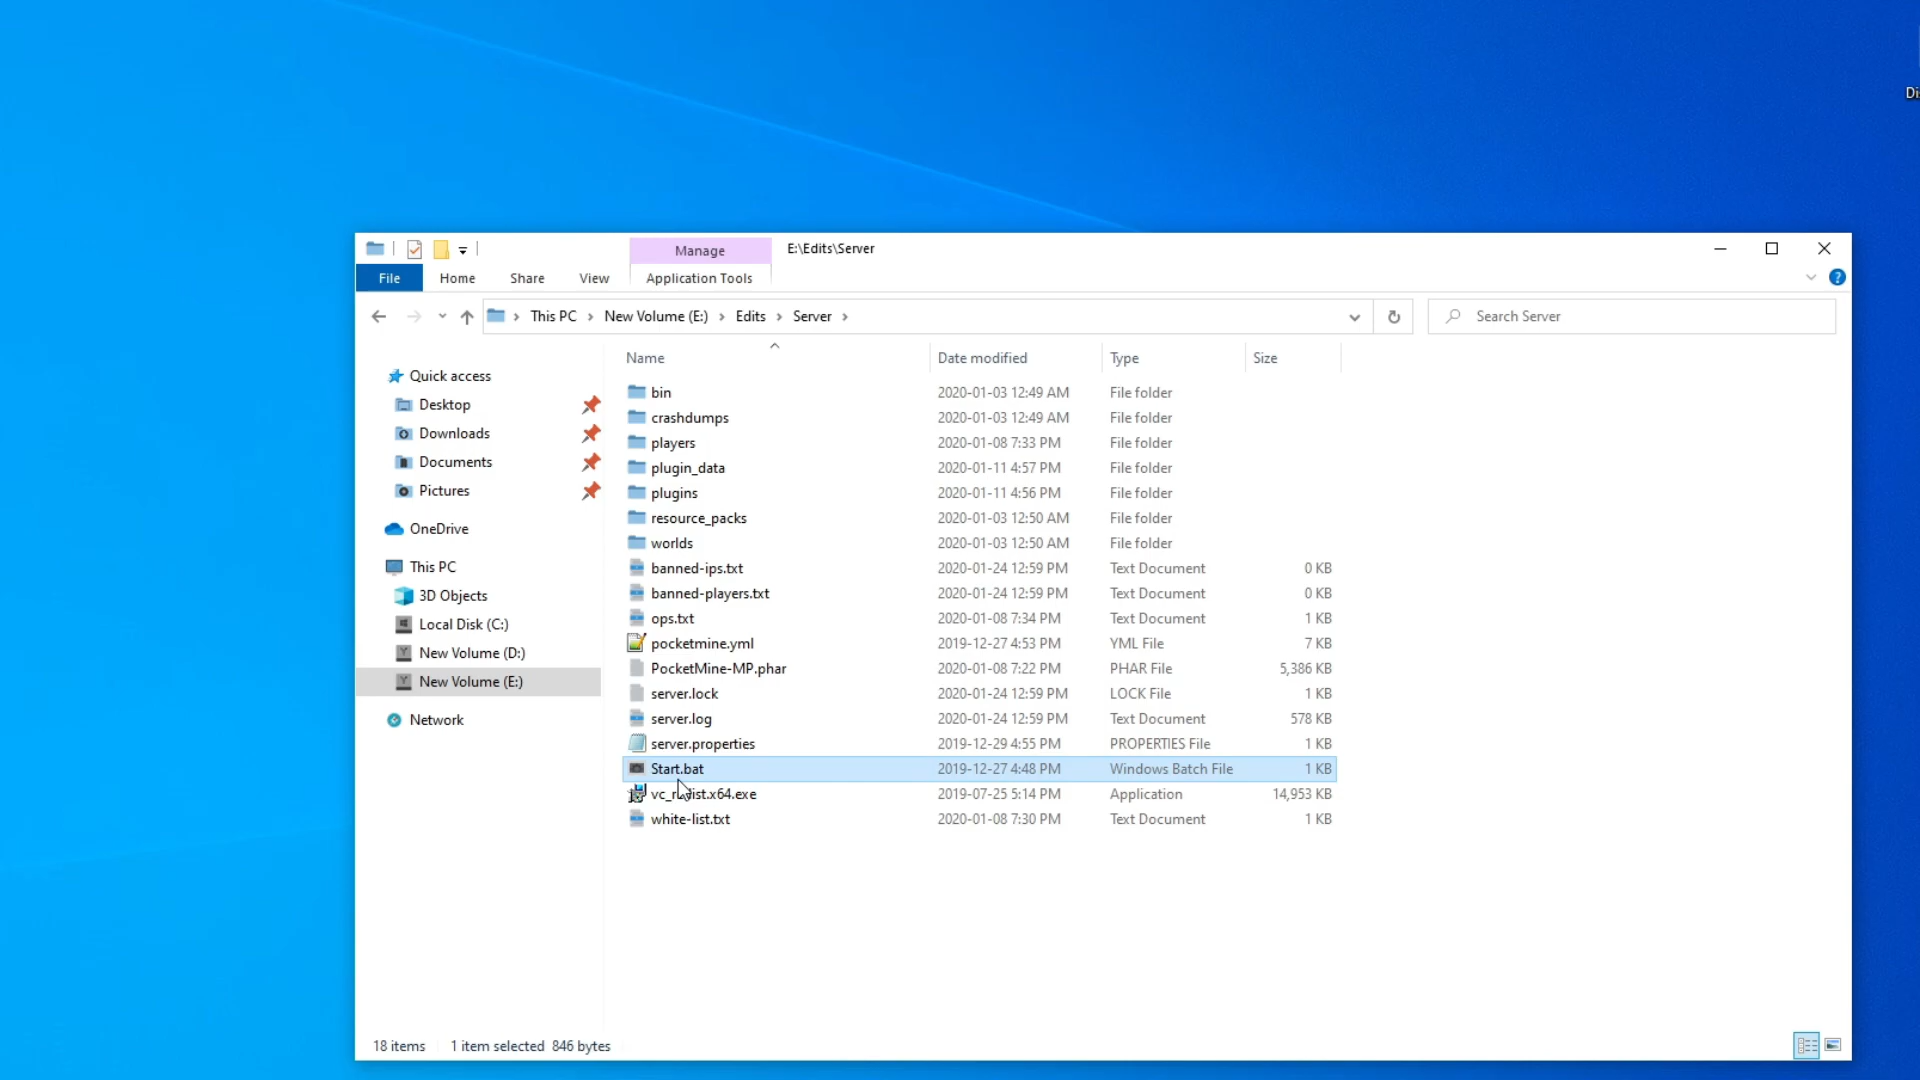 Di
Manage
E:\Edits\Server
File
Home
Share
View
Application Tools
This PC
New Volume (E:)
Edits
Server
Search Server
Name
Date modified
Type
Size
Quick access
Desktop
Downloads
Documents
Pictures
OneDrive
This PC
3D Objects
Local Disk (C:)
New Volume (D:)
New Volume (E:)
Network
bin 2020-01-03 12:49 AM File folder
crashdumps 2020-01-03 12:49 AM File folder
players 2020-01-08 7:33 PM File folder
plugin_data 2020-01-11 4:57 PM File folder
plugins 2020-01-11 4:56 PM File folder
resource_packs 2020-01-03 12:50 AM File folder
worlds 2020-01-03 12:50 AM File folder
banned-ips.txt 2020-01-24 12:59 PM Text Document 0 KB
banned-players.txt 2020-01-24 12:59 PM Text Document 0 KB
ops.txt 2020-01-08 7:34 PM Text Document 1 KB
pocketmine.yml 2019-12-27 4:53 PM YML File 7 KB
PocketMine-MP.phar 2020-01-08 7:22 PM PHAR File 5,386 KB
server.lock 2020-01-24 12:59 PM LOCK File 1 KB
server.log 2020-01-24 12:59 PM Text Document 578 KB
server.properties 2019-12-29 4:55 PM PROPERTIES File 1 KB
Start.bat 2019-12-27 4:48 PM Windows Batch File 1 KB
2019-07-25 5:14 PM Application 14,953 KB
white-list.txt 2020-01-08 7:30 PM Text Document 1 KB
18 items
1 item selected 846 bytes